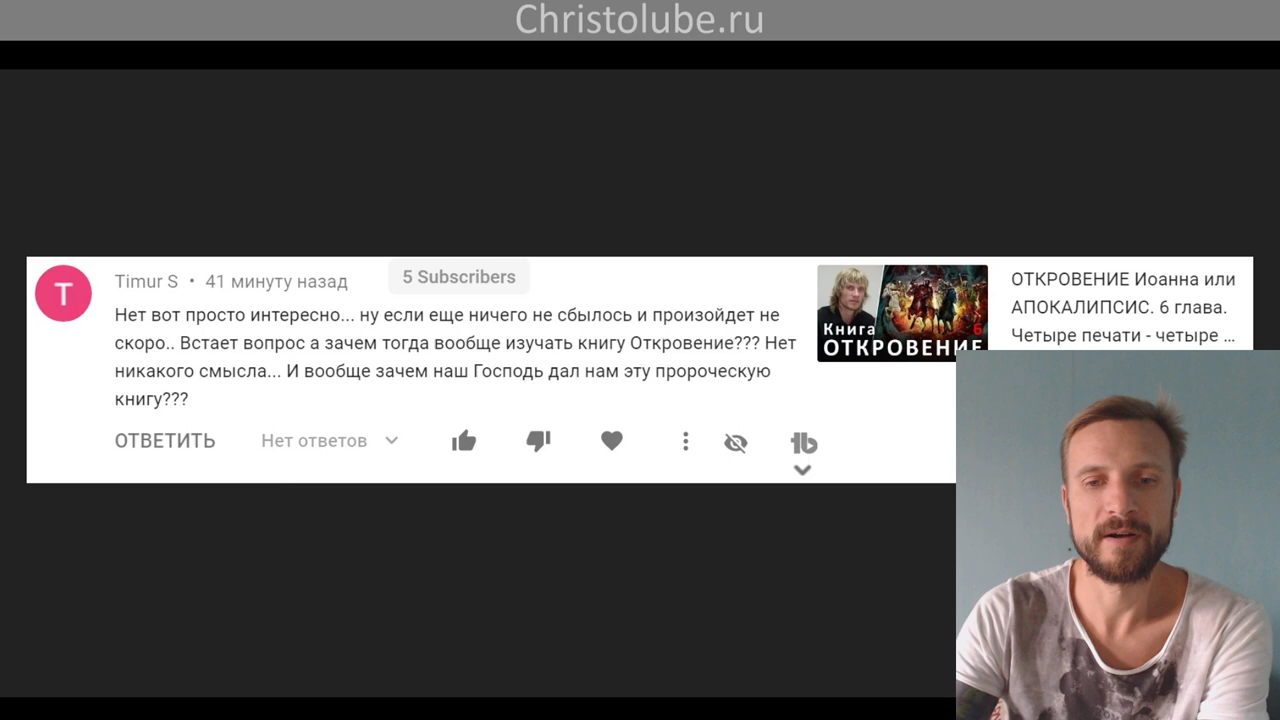 Christolube.ru
T
Timur S • 41 минуту назад
5 Subscribers
Нет вот просто интересно... ну если еще ничего не сбылось и произойдет не
скоро.. Встает вопрос а зачем тогда вообще изучать книгу Откровение??? Нет
никакого смысла... И вообще зачем наш Господь дал нам эту пророческую
книгу???
ОТВЕТИТЬ
Нет ответов
Книга 6
ОТКРОВЕНИЕ
ОТКРОВЕНИЕ Иоанна или
АПОКАЛИПСИС. 6 глава.
Четыре печати - четыре ...